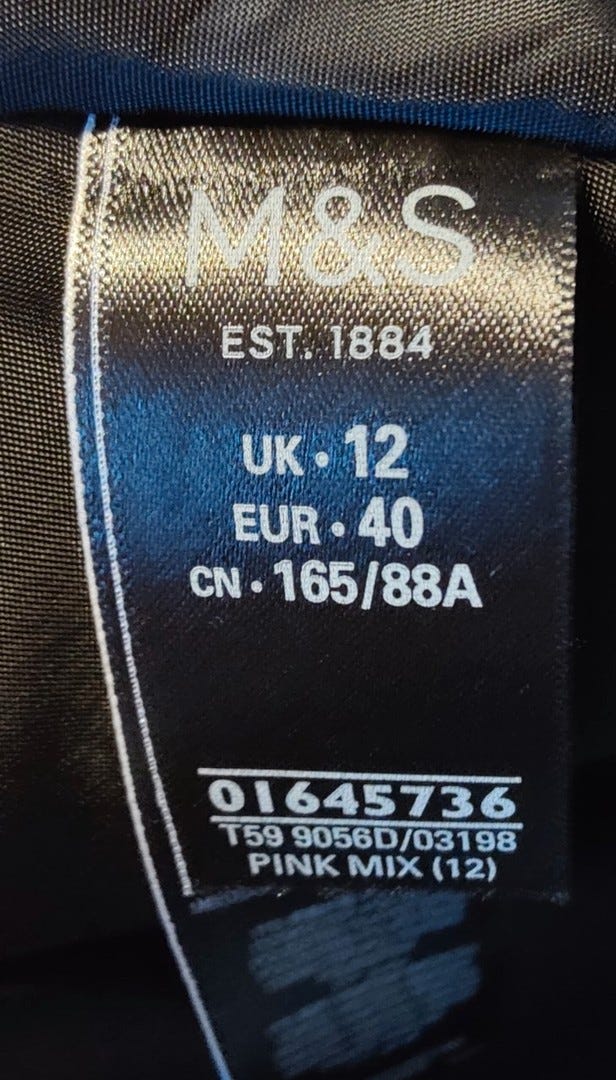 M&S
EST. 1884
UK • 12
EUR • 40
CN • 165/88A
01645736
T59 9056D/03198
PINK MIX (12)